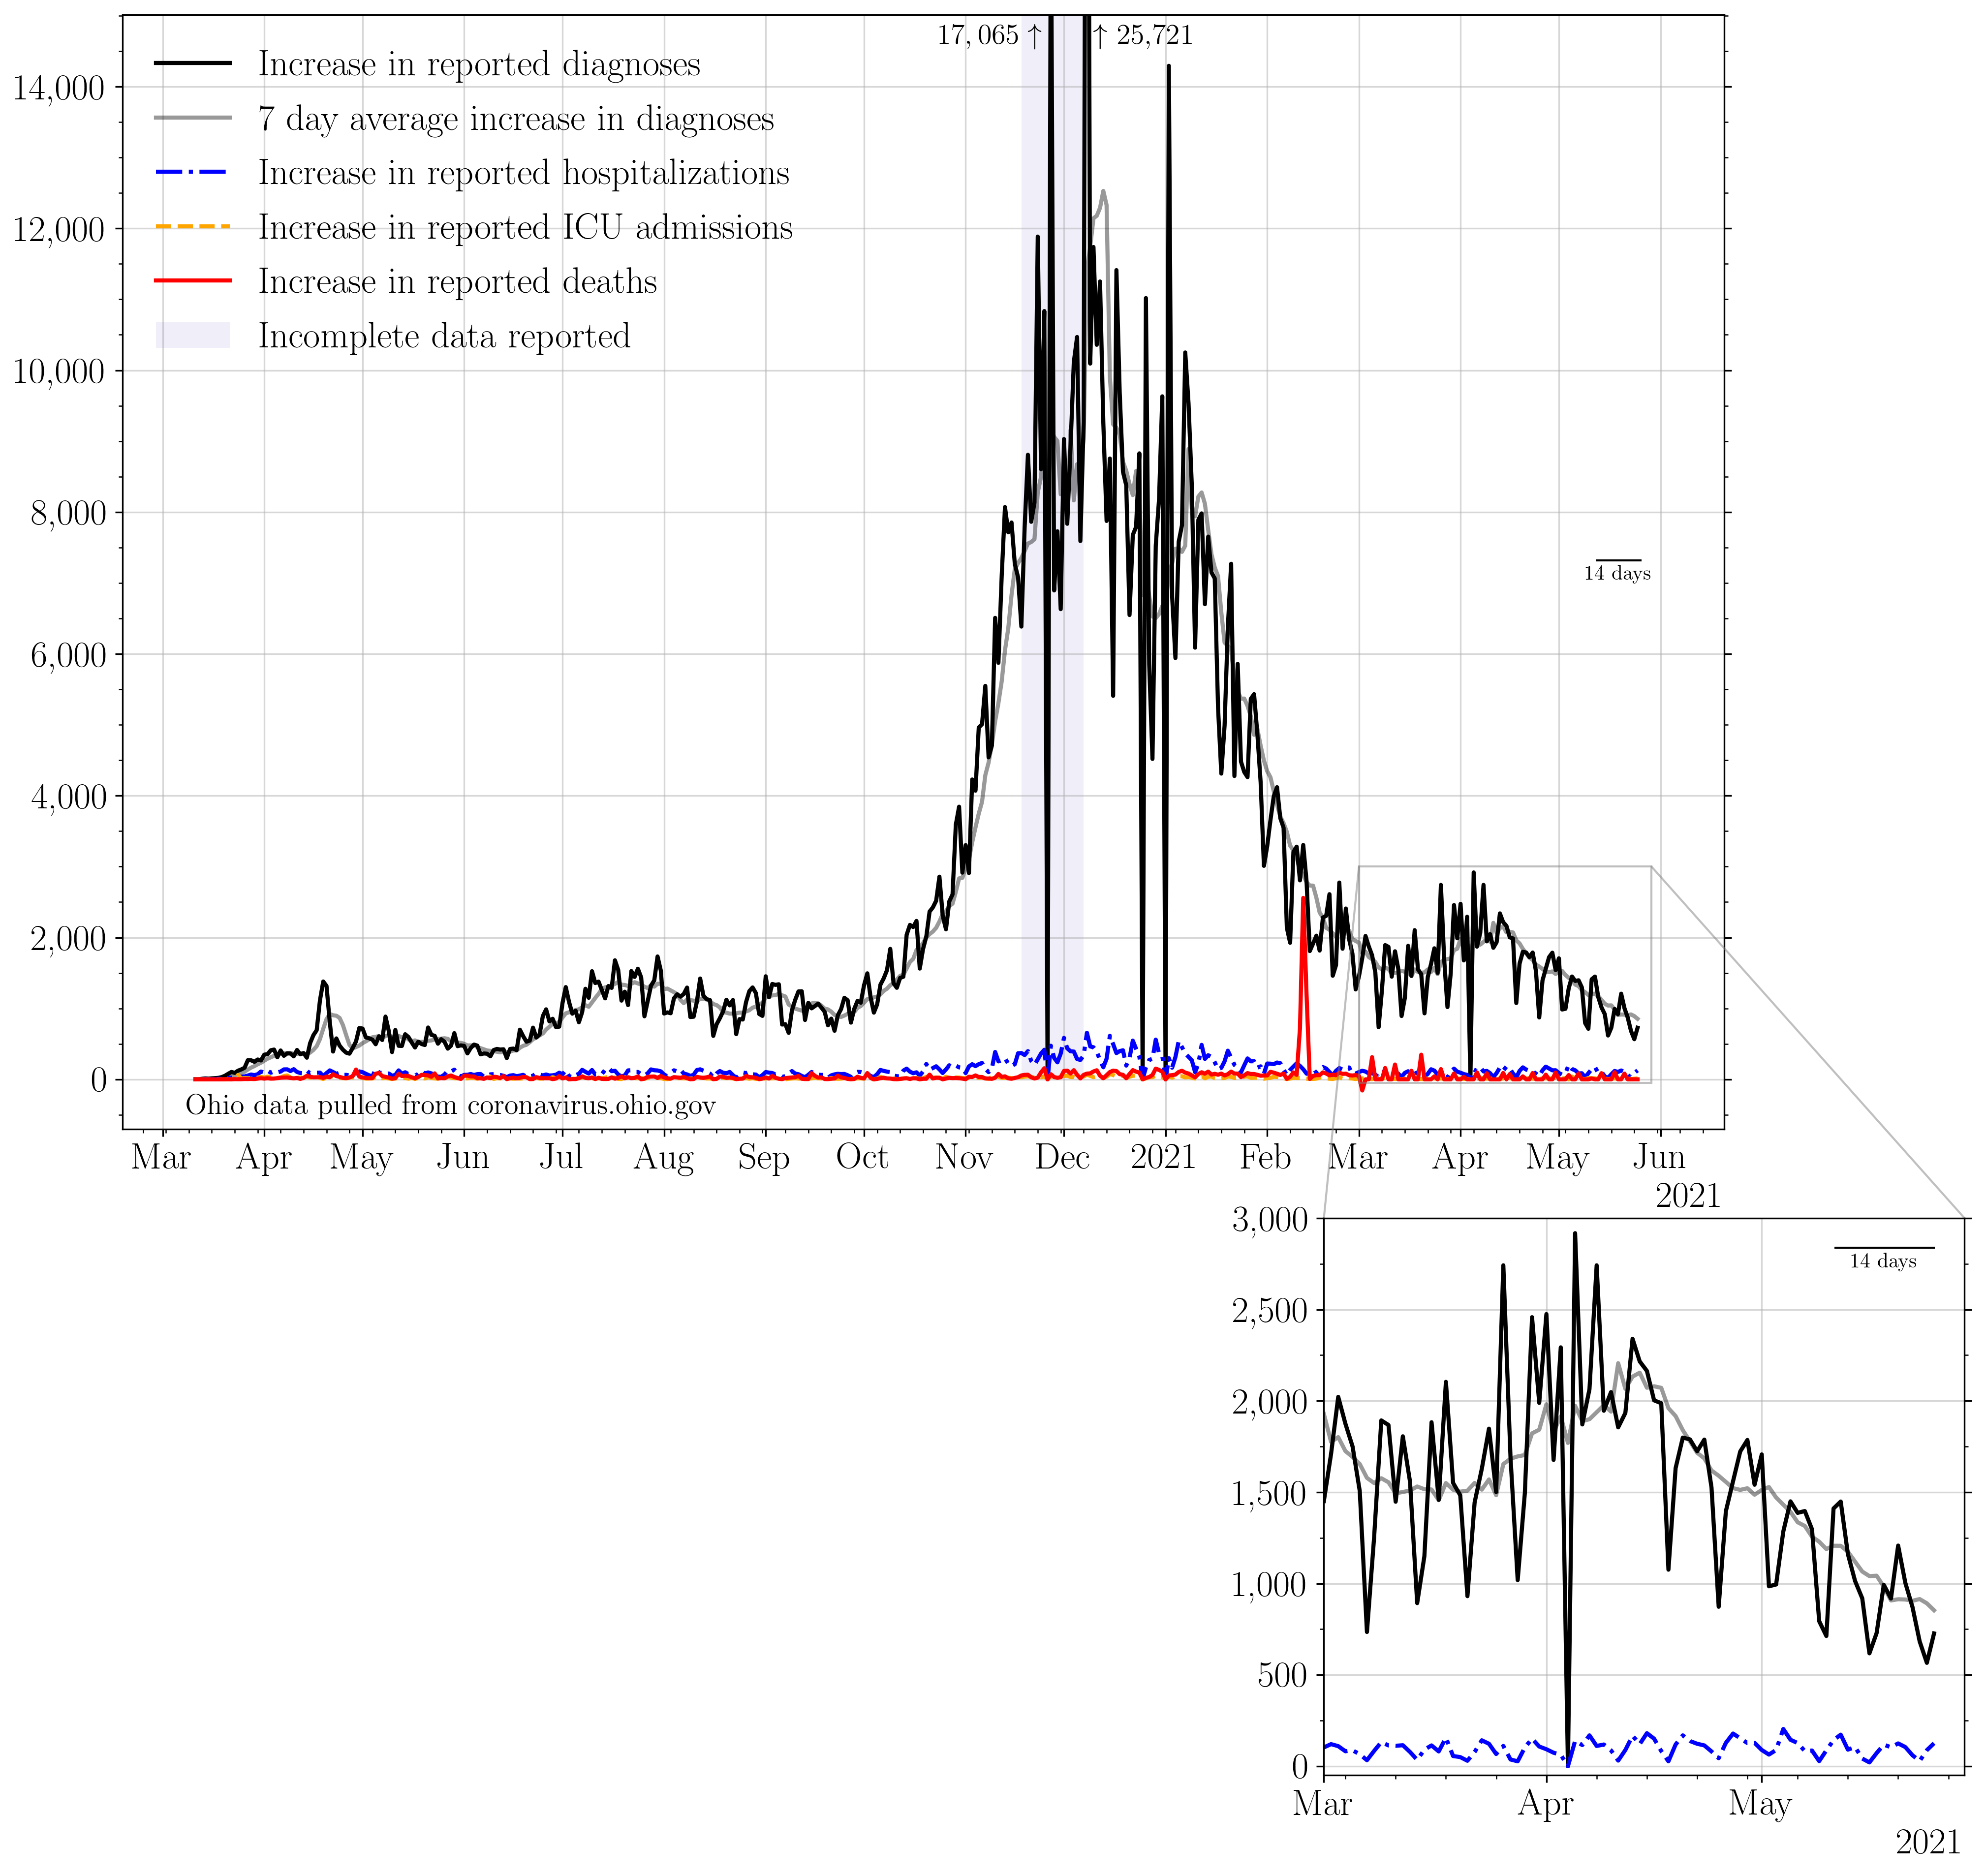 17, 065 ↑ ↑ 25,721
Increase in reported diagnoses
7 day average increase in diagnoses
Increase in reported hospitalizations
Increase in reported ICU admissions
Increase in reported deaths
Incomplete data reported
14,000
12,000
10,000
8,000
6,000
4,000
2,000
0
14 days
Ohio data pulled from coronavirus.ohio.gov
Mar Apr May Jun Jul Aug Sep Oct Nov Dec 2021 Feb Mar Apr May Jun
2021
3,000
2,500
2,000
1,500
1,000
500
0
14 days
Mar Apr May
2021